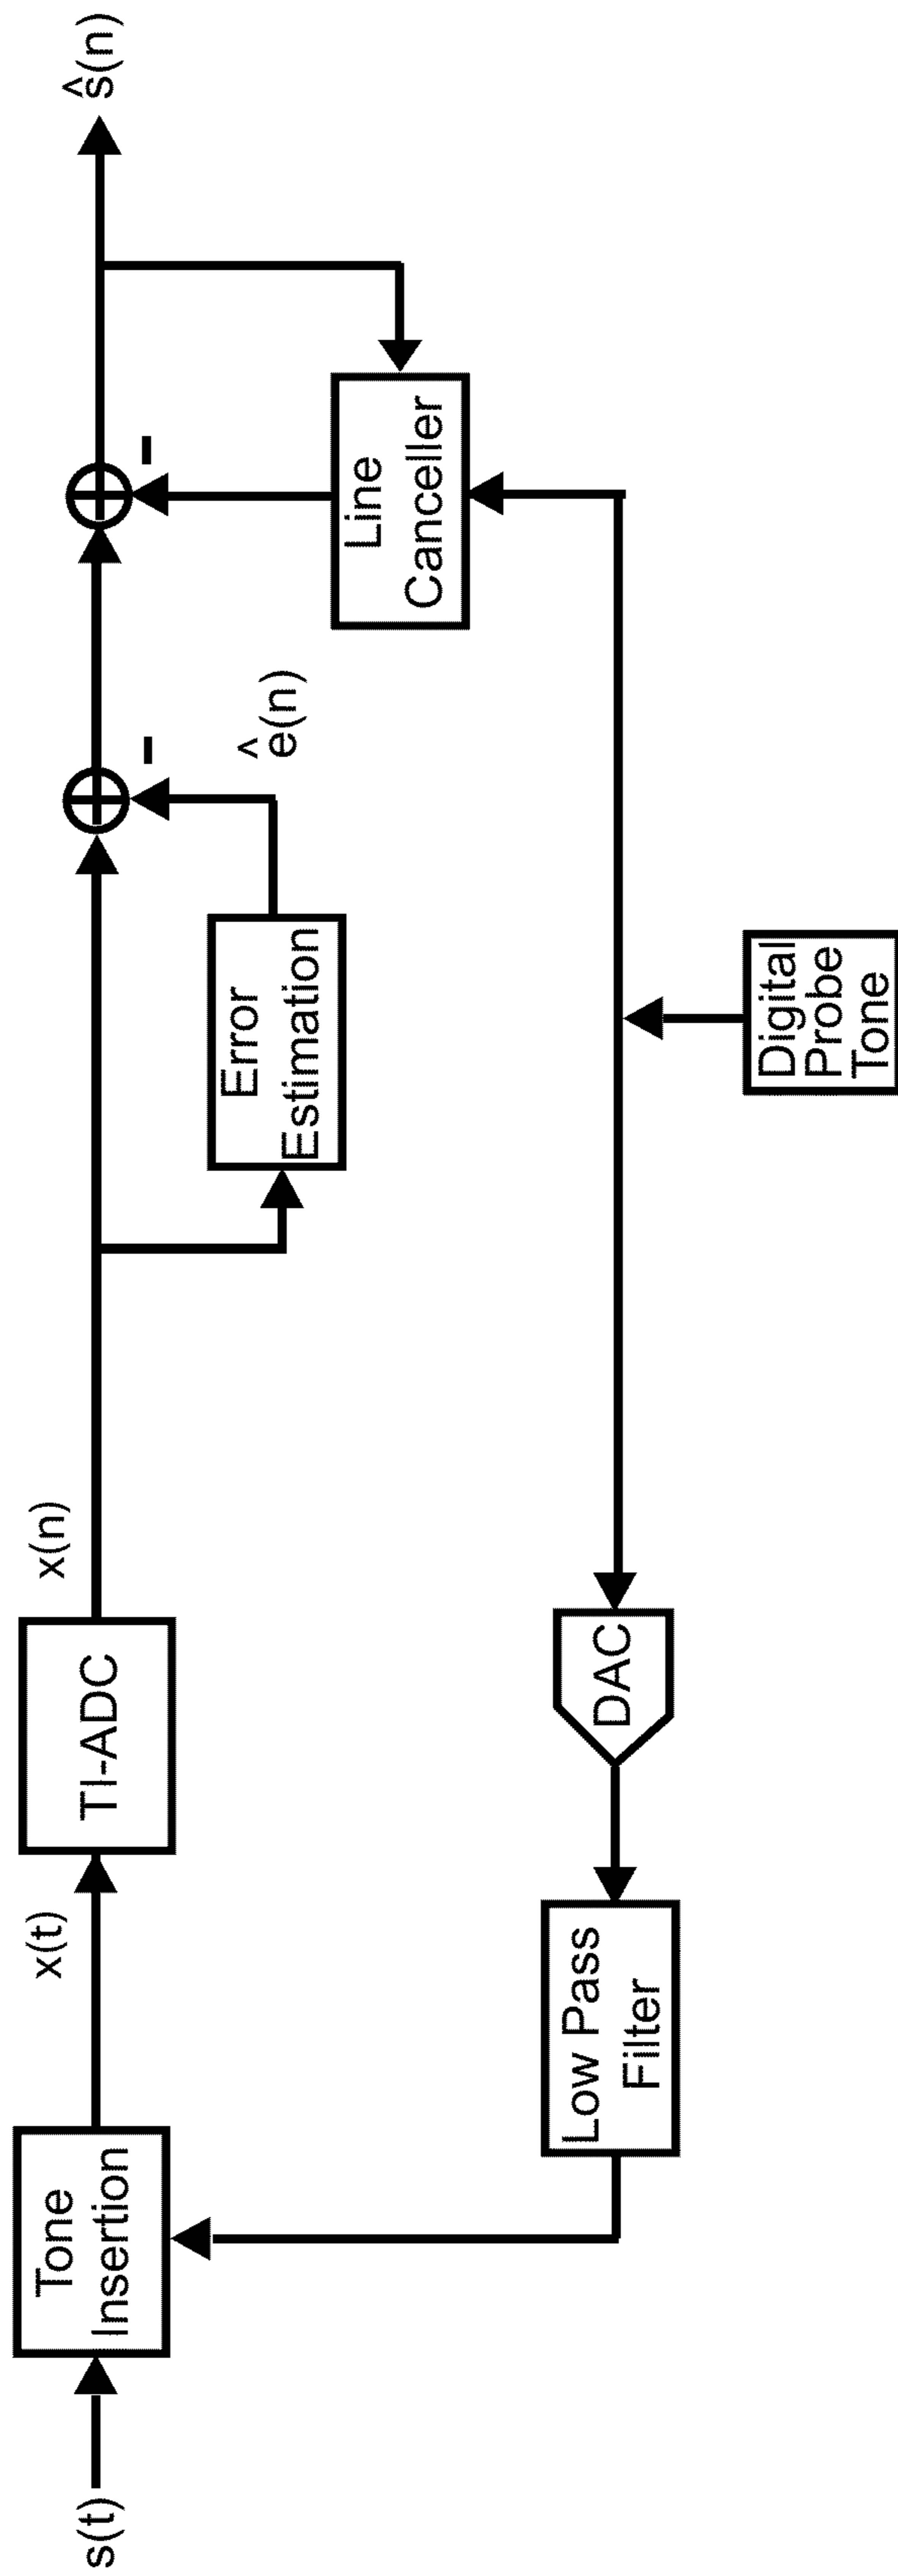 s(t)
Tone
Insertion
x(t)
TI-ADC
x(n)
Error
Estimation
ê(n)
-
-
ŝ(n)
Line
Canceller
Low Pass
Filter
DAC
Digital
Probe
Tone